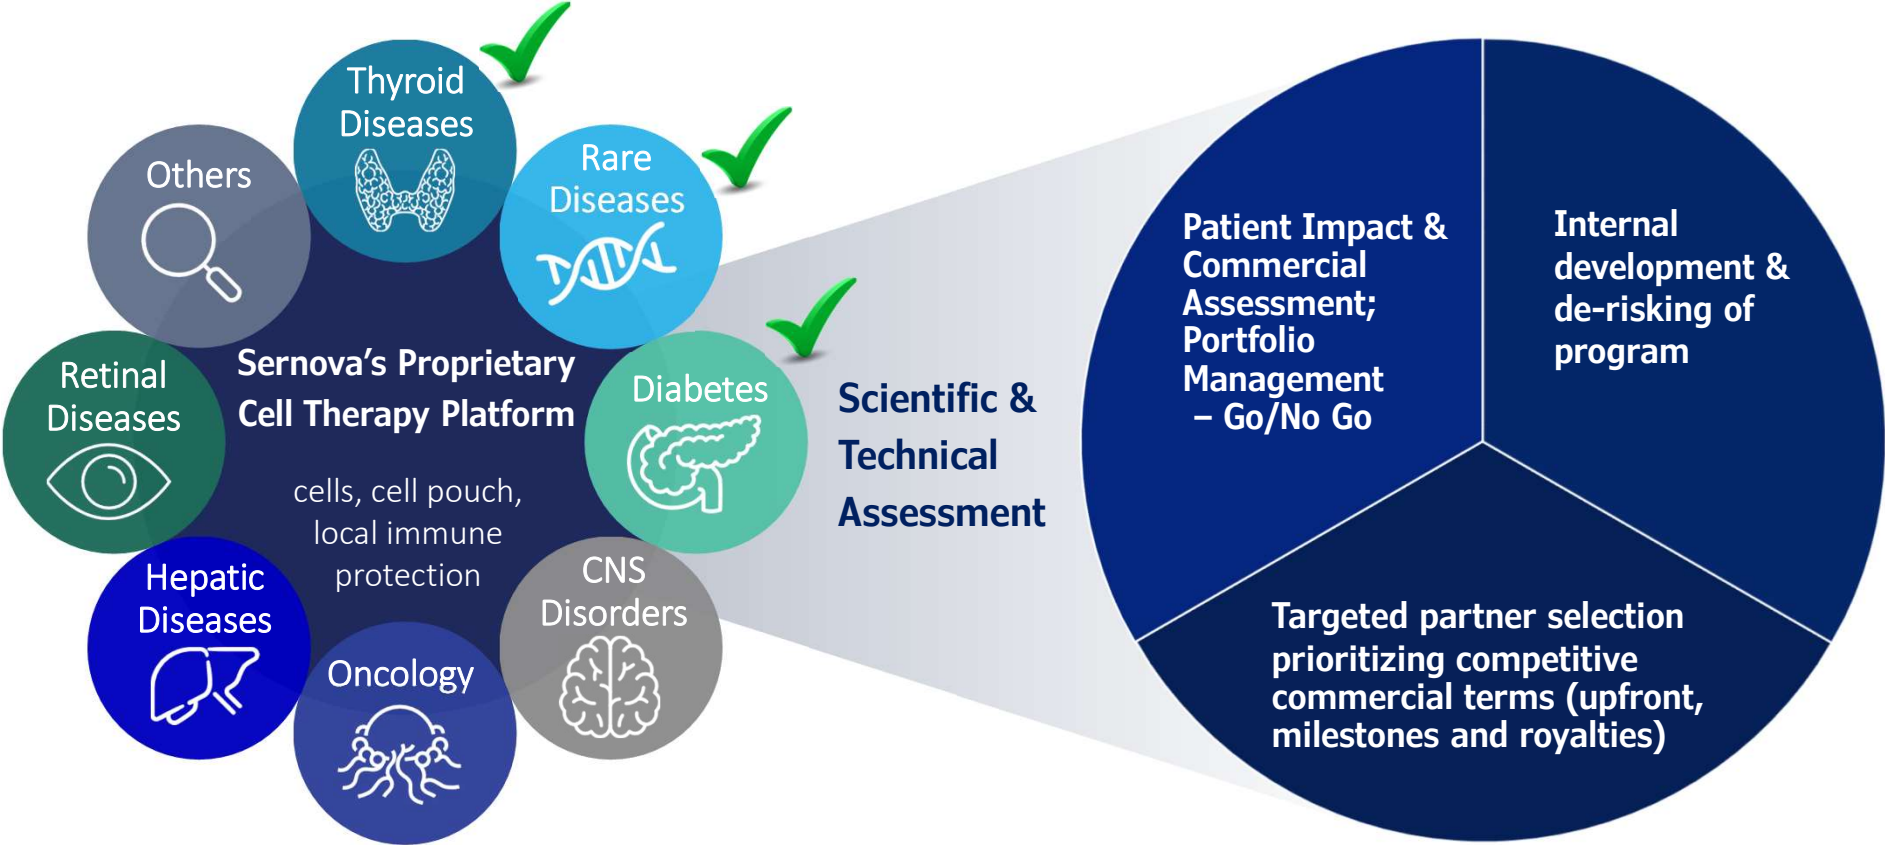 Thyroid
Diseases
Rare
Diseases
Others
Sernova’s Proprietary
Cell Therapy Platform
cells, cell pouch,
local immune
protection
Diabetes
Retinal
Diseases
CNS
Disorders
Hepatic
Diseases
Oncology
Scientific &
Technical
Assessment
Patient Impact &
Commercial
Assessment;
Portfolio
Management
– Go/No Go
Internal
development &
de-risking of
program
Targeted partner selection
prioritizing competitive
commercial terms (upfront,
milestones and royalties)